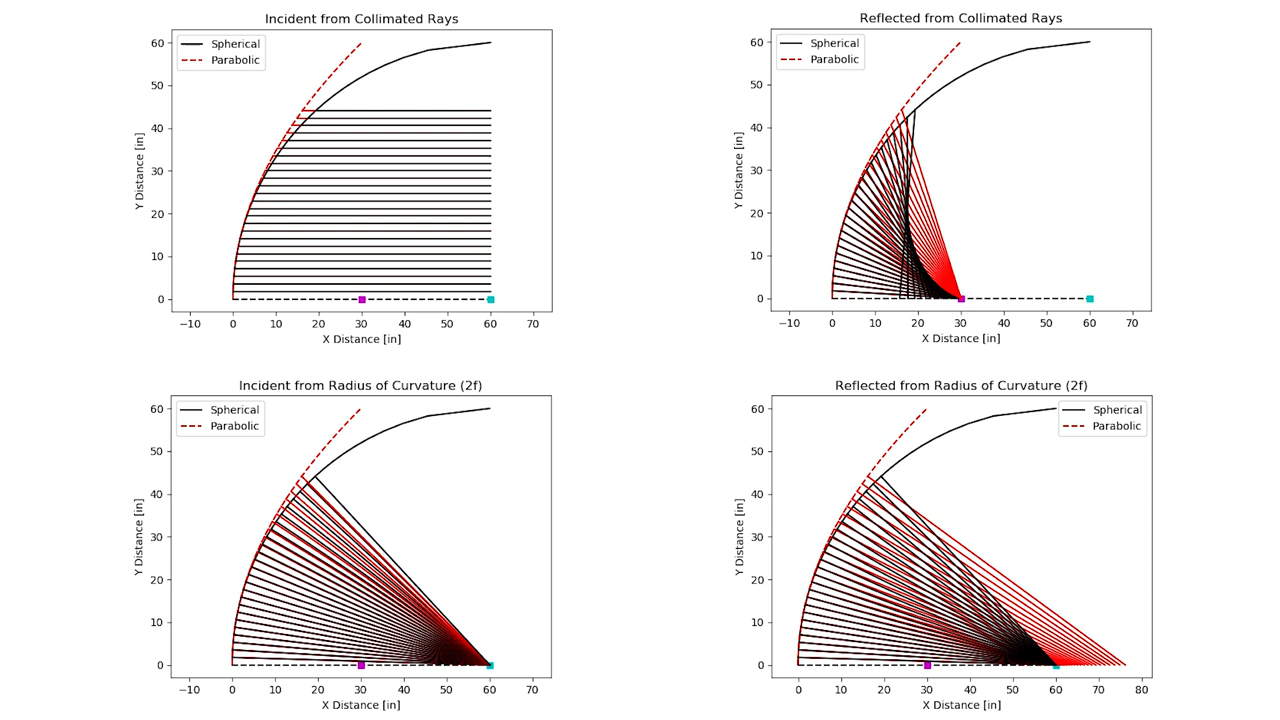 Incident from Collimated Rays
Spherical
Parabolic
60
50
40
30
20
10
0
Y Distance [in]
−10 0 10 20 30 40 50 60 70
X Distance [in]
Reflected from Collimated Rays
Spherical
Parabolic
60
50
40
30
20
10
0
Y Distance [in]
−10 0 10 20 30 40 50 60 70
X Distance [in]
Incident from Radius of Curvature (2f)
Spherical
Parabolic
60
50
40
30
20
10
0
Y Distance [in]
−10 0 10 20 30 40 50 60 70
X Distance [in]
Reflected from Radius of Curvature (2f)
Spherical
Parabolic
60
50
40
30
20
10
0
Y Distance [in]
0 10 20 30 40 50 60 70 80
X Distance [in]